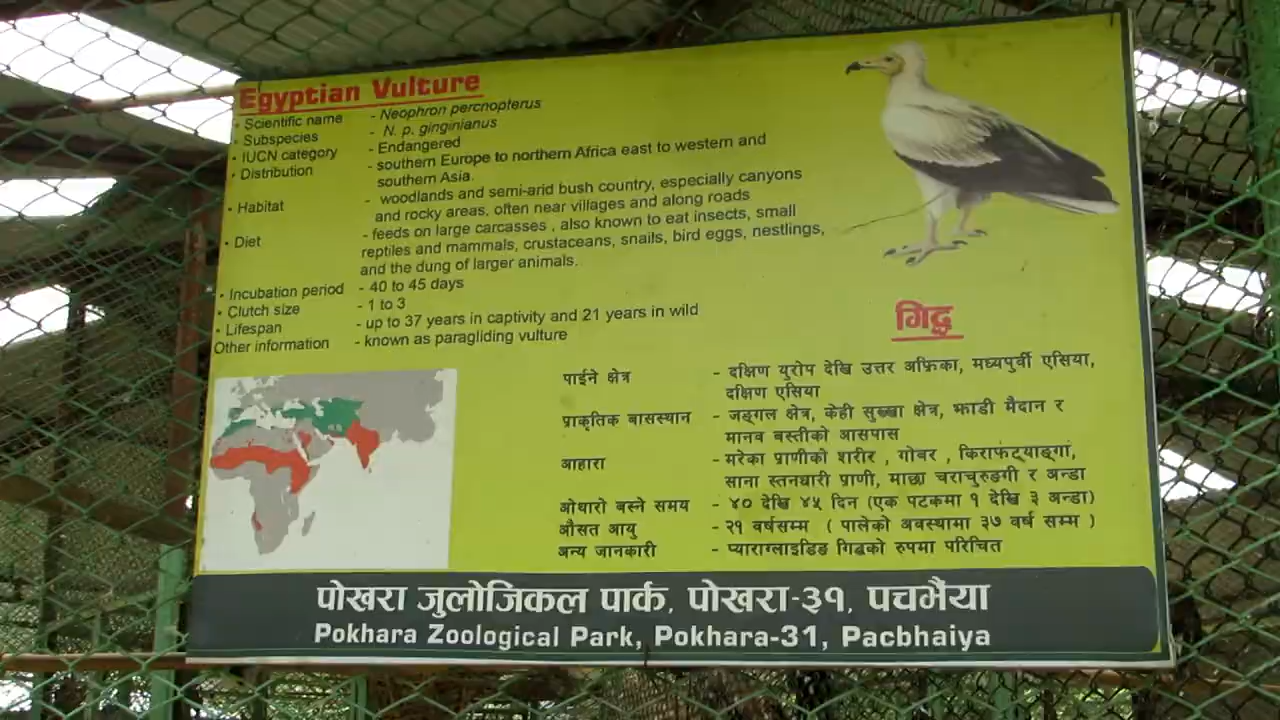 Egyptian Vulture
• Scientific name - Neophron percnopterus
• Subspecies - N. p. ginginianus
• IUCN category - Endangered
• Distribution - southern Europe to northern Africa east to western and
southern Asia.
• Habitat - woodlands and semi-arid bush country, especially canyons
and rocky areas, often near villages and along roads
• Diet - feeds on large carcasses , also known to eat insects, small
reptiles and mammals, crustaceans, snails, bird eggs, nestlings,
and the dung of larger animals.
• Incubation period - 40 to 45 days
• Clutch size - 1 to 3
• Lifespan - up to 37 years in captivity and 21 years in wild
Other information - known as paragliding vulture
गिद्ध
पाईने क्षेत्र - दक्षिण युरोप देखि उत्तर अफ्रिका, मध्यपुर्वी एसिया,
दक्षिण एसिया
प्राकृतिक बासस्थान - जङ्गल क्षेत्र, केही सुख्खा क्षेत्र, झाडी मैदान र
मानव बस्तीको आसपास
आहारा - मरेका प्राणीको शरीर , गोबर , किराफट्याङ्गा,
साना स्तनधारी प्राणी, माछा चराचुरुङगी र अन्डा
ओथारो बस्ने समय - ४० देखि ४५ दिन (एक पटकमा १ देखि ३ अन्डा)
औसत आयु - २१ वर्षसम्म ( पालेको अवस्थामा ३७ वर्ष सम्म )
अन्य जानकारी - प्याराग्लाइडिङ गिद्धको रुपमा परिचित
पोखरा जुलोजिकल पार्क, पोखरा-३१, पचभैंया
Pokhara Zoological Park, Pokhara-31, Pacbhaiya